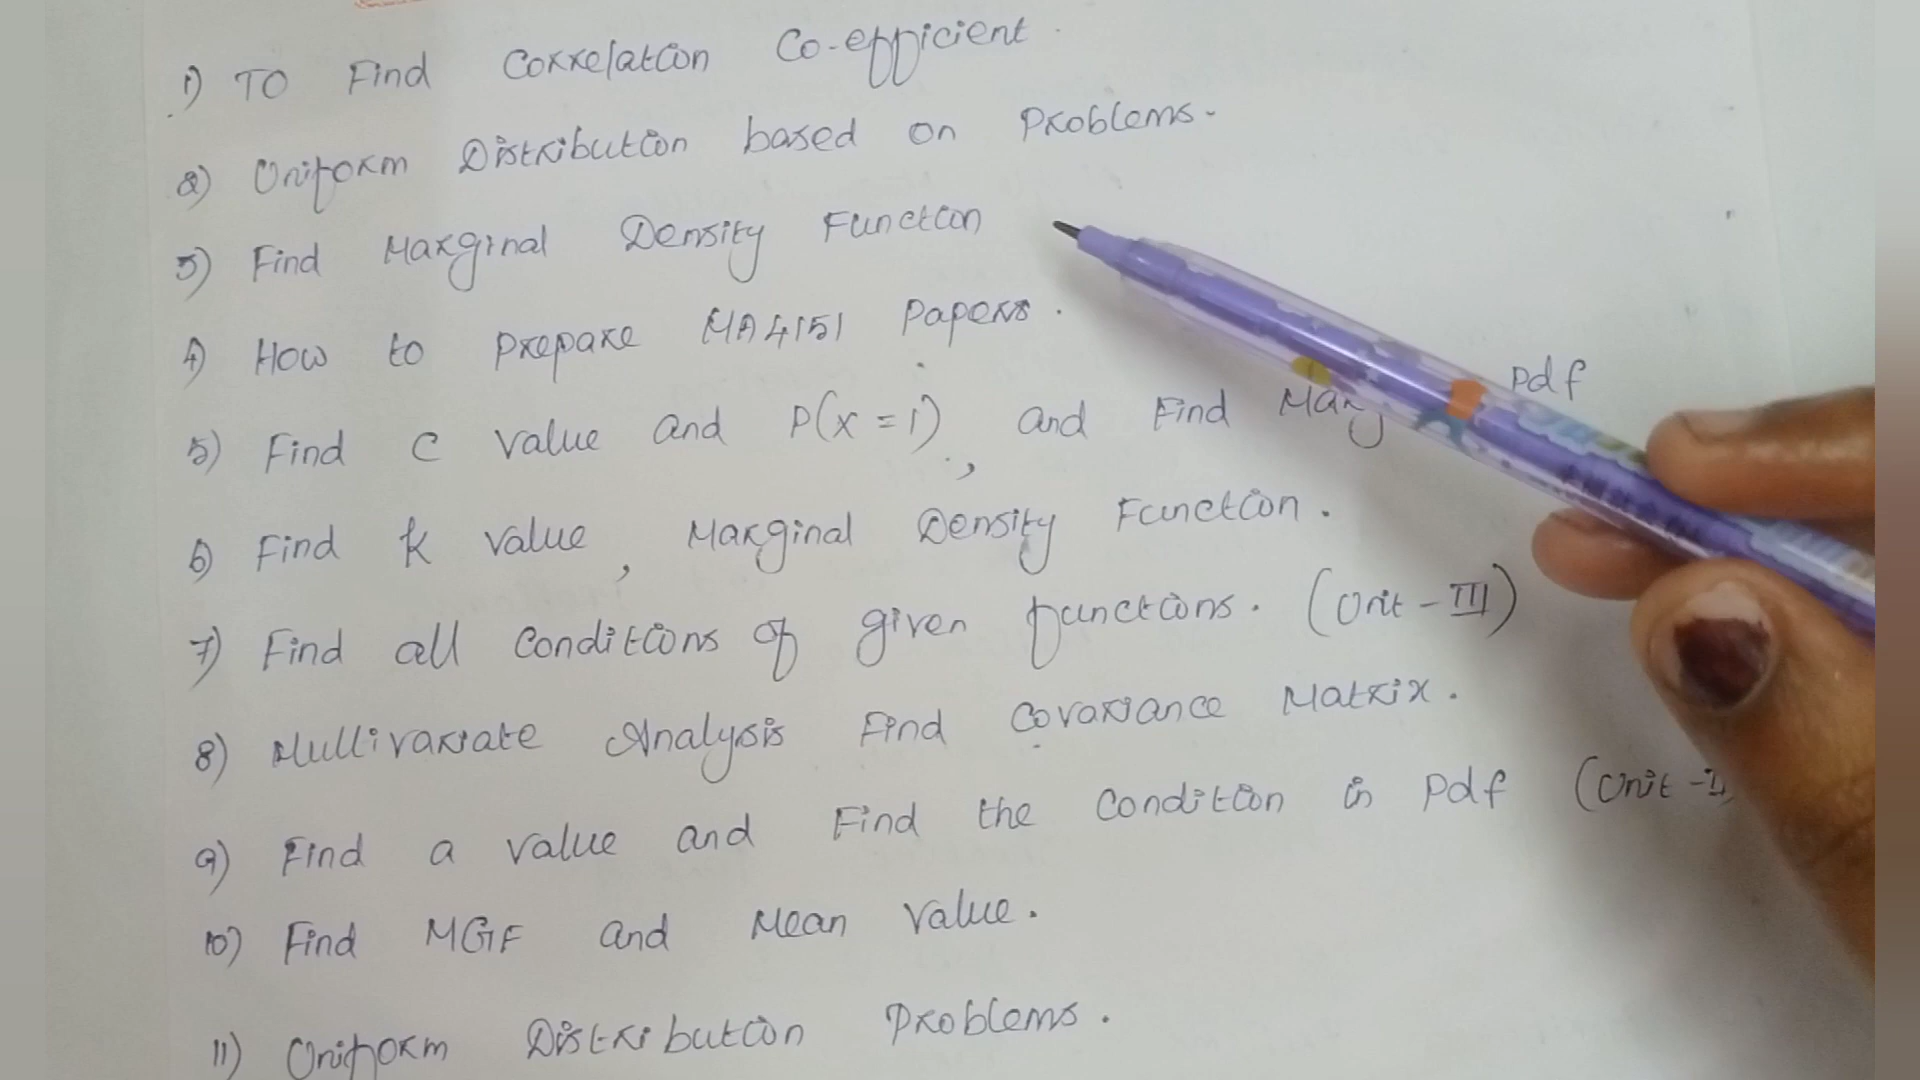 1) TO Find Correlation Co-efficient.
2) Uniform Distribution based on Problems.
3) Find Marginal Density Function
4) How to prepare MA4151 Papers.
5) Find C value and P(x = 1), and Find Marg pdf
6) Find k value, Marginal Density Function.
7) Find all conditions of given functions. (Unit - III)
8) Multivariate Analysis Find Covariance Matrix.
9) Find a value and Find the Condition in Pdf (Unit -
10) Find MGF and Mean Value.
11) Uniform Distribution Problems.